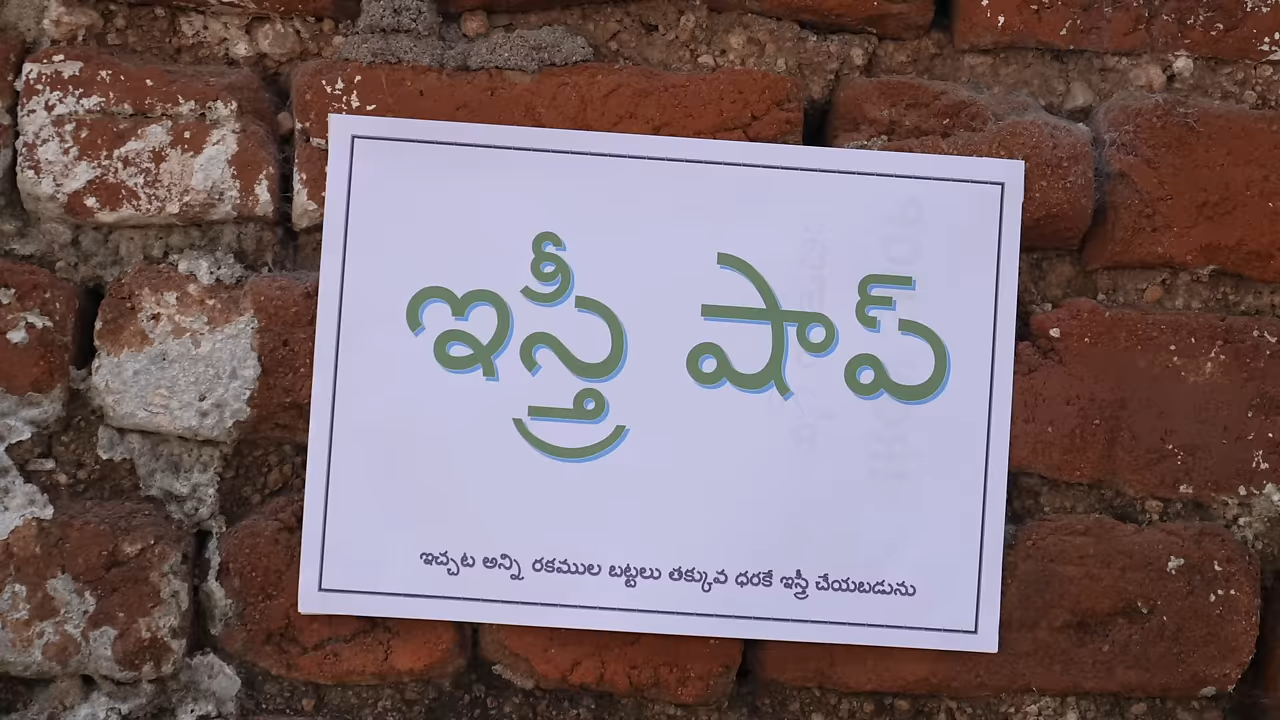 ఇస్త్రీ షాప్
ఇచ్చట అన్ని రకముల బట్టలు తక్కువ ధరకే ఇస్త్రీ చేయబడును